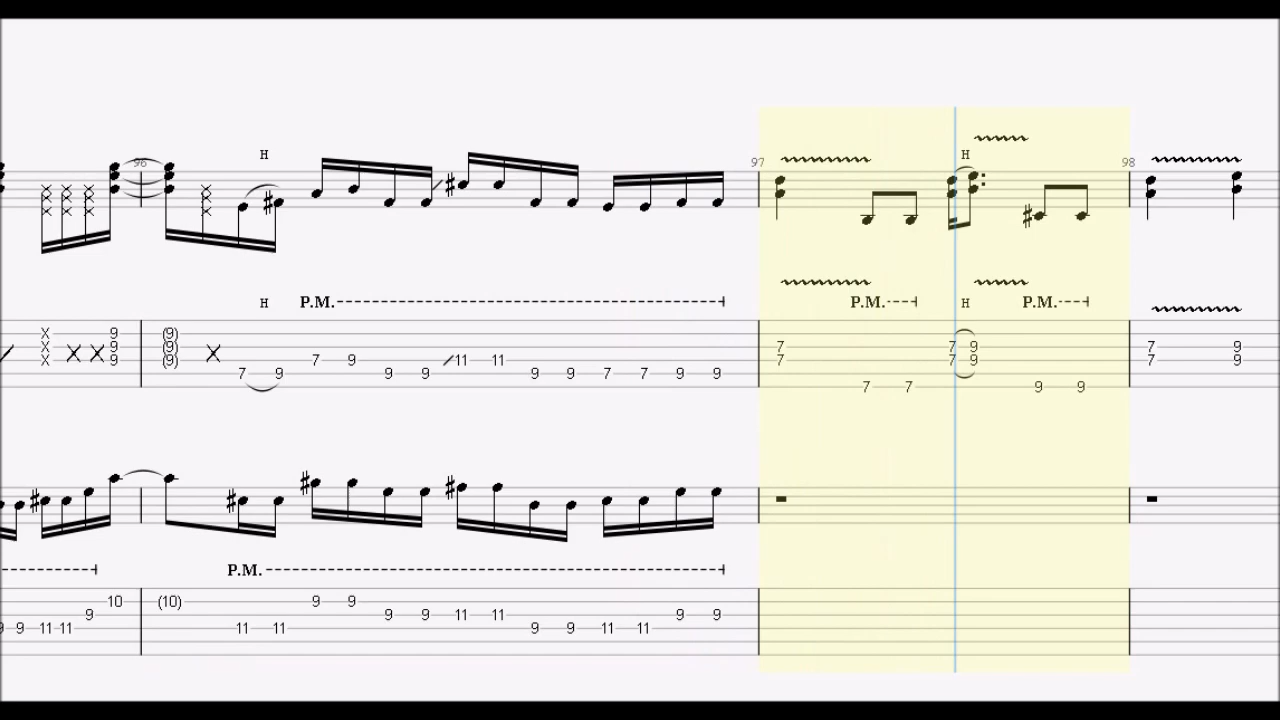 H
96 97 98
H
H P.M. H
P.M. P.M.
X 9 (9)
X 9 (9) 7 7 9 7 9
X 9 (9) 7 9 11 11 7 7 9 7 9
7 9 9 9 9 9 7 7 9 9
7 7 9 9
P.M.
10 (10) 9 9
9 9 9 11 11 9 9
9 9 11 11 11 11 9 9 11 11